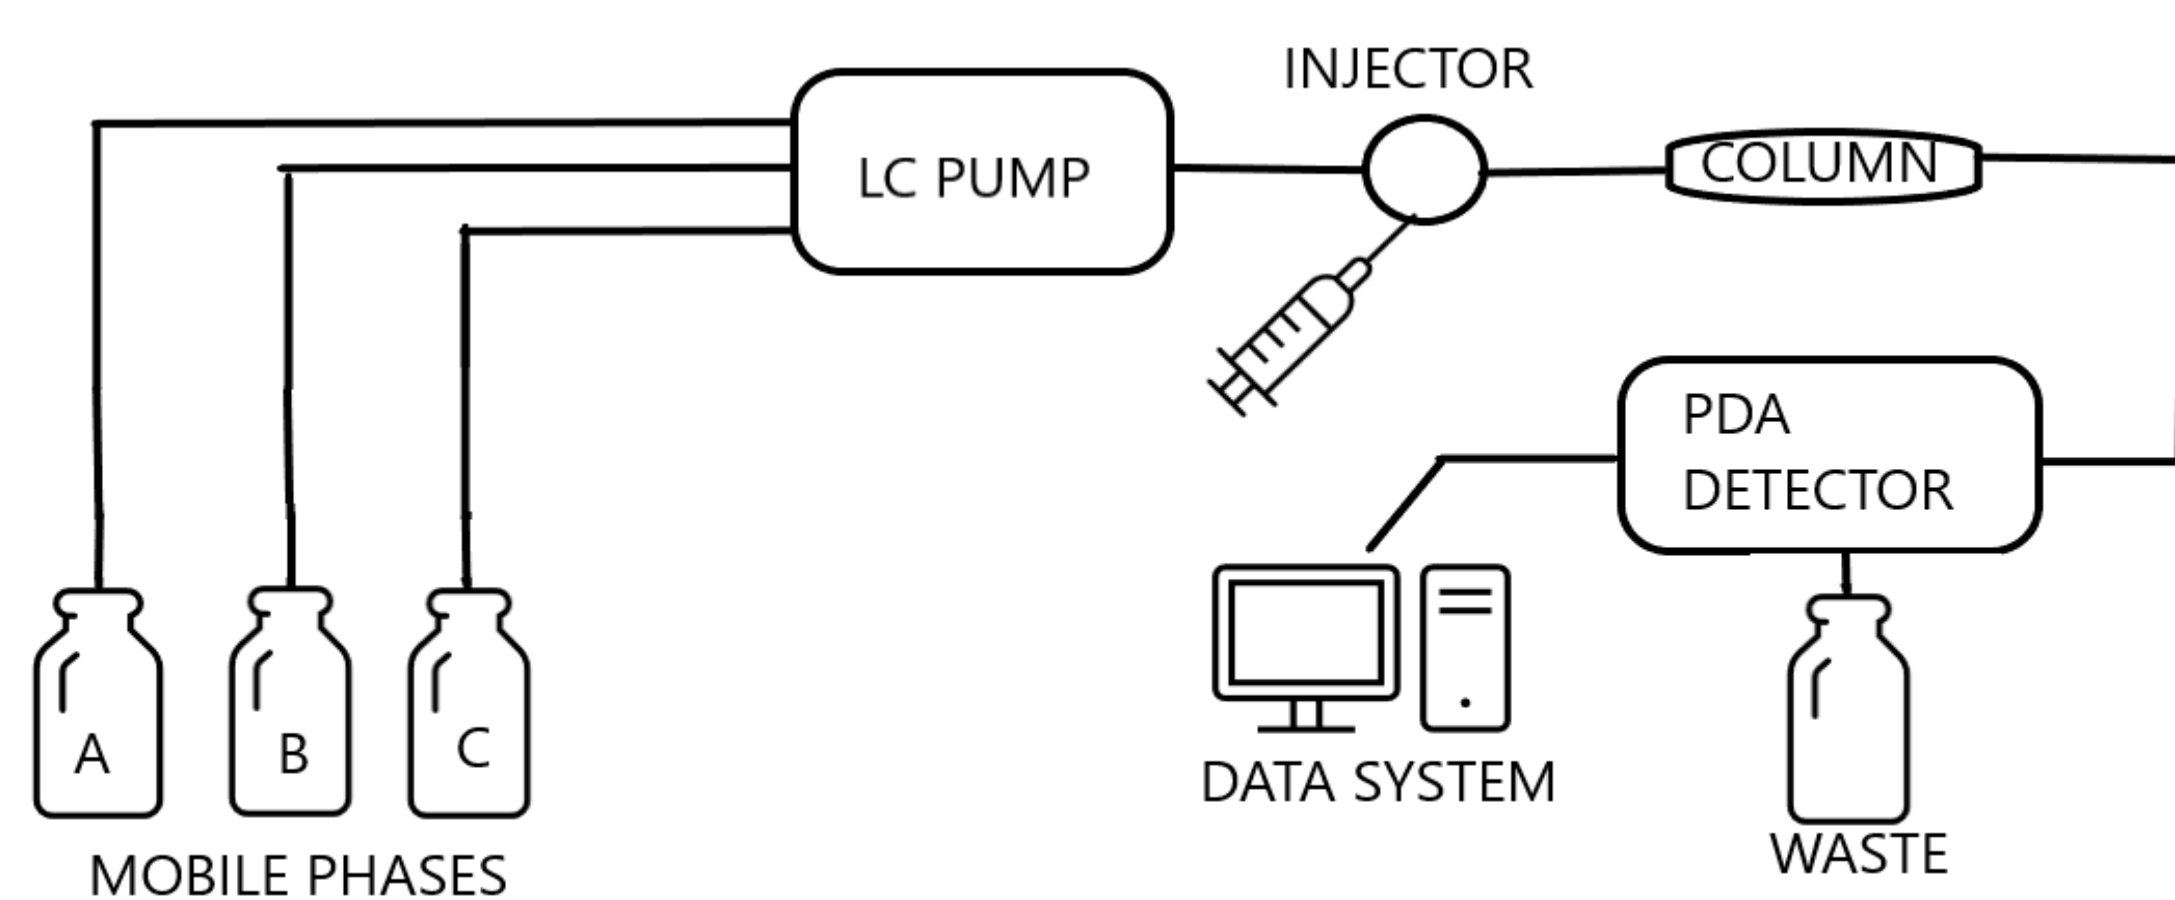 INJECTOR
LC PUMP
COLUMN
PDA
DETECTOR
A
B
C
DATA SYSTEM
WASTE
MOBILE PHASES